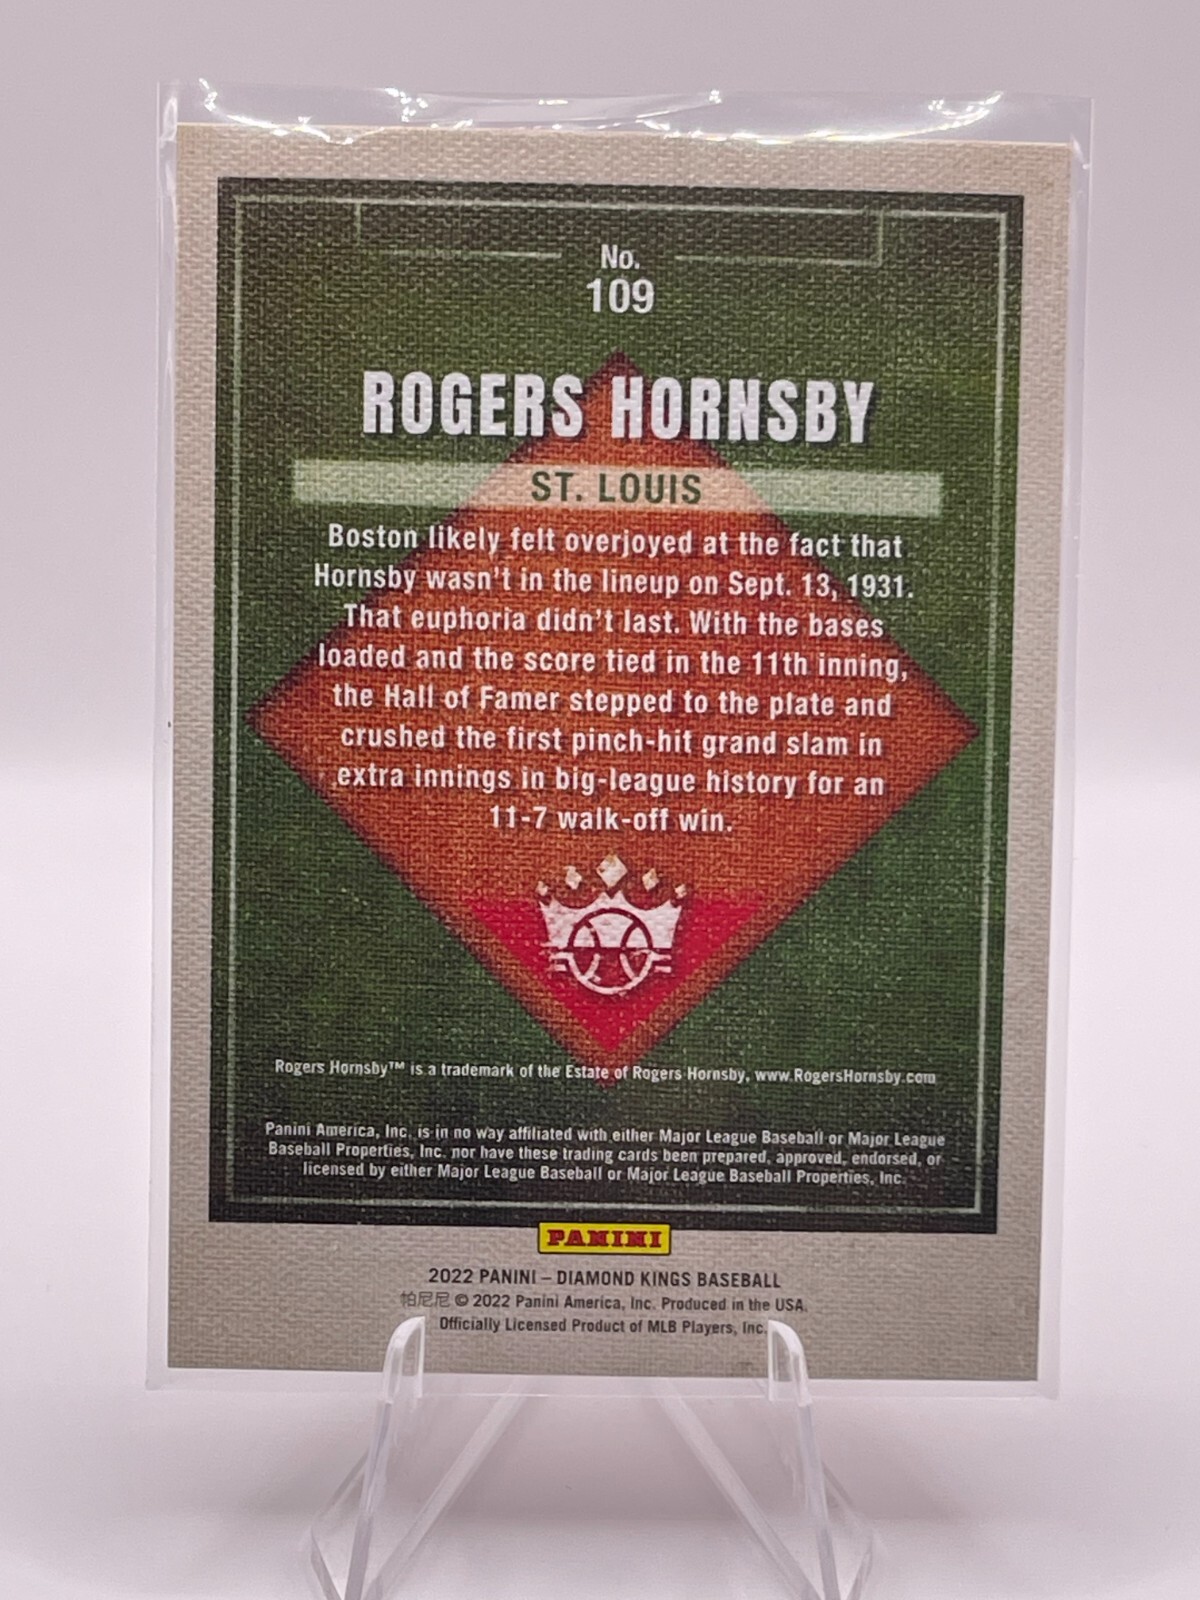 No.
109
ROGERS HORNSBY
ST. LOUIS
Boston likely felt overjoyed at the fact that
Hornsby wasn't in the lineup on Sept. 13, 1931.
That euphoria didn't last. With the bases
loaded and the score tied in the 11th inning,
the Hall of Famer stepped to the plate and
crushed the first pinch-hit grand slam in
extra innings in big-league history for an
11-7 walk-off win.
Rogers Hornsby™ is a trademark of the Estate of Rogers Hornsby, www.RogersHornsby.com
Panini America, Inc. is in no way affiliated with either Major League Baseball or Major League
Baseball Properties, Inc. nor have these trading cards been prepared, approved, endorsed, or
licensed by either Major League Baseball or Major League Baseball Properties, Inc.
PANINI
2022 PANINI – DIAMOND KINGS BASEBALL
帕尼尼 © 2022 Panini America, Inc. Produced in the USA.
Officially Licensed Product of MLB Players, Inc.